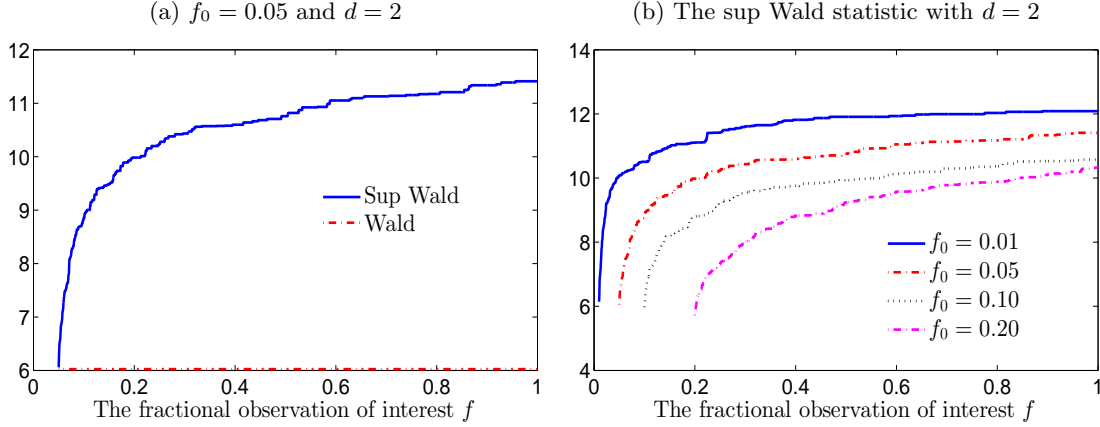 (a) f₀ = 0.05 and d = 2
12
11
10
9
8
7
6
0
0.2
0.4
0.6
0.8
1
Sup Wald
Wald
The fractional observation of interest f
(b) The sup Wald statistic with d = 2
14
12
10
8
6
4
0
0.2
0.4
0.6
0.8
1
f₀ = 0.01
f₀ = 0.05
f₀ = 0.10
f₀ = 0.20
The fractional observation of interest f